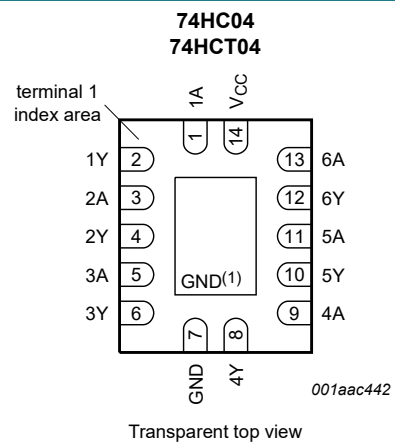 74HC04
74HCT04
terminal 1
index area
1A
VCC
1
14
1Y 2
13 6A
2A 3
12 6Y
2Y 4
11 5A
3A 5
10 5Y
GND(1)
3Y 6
9 4A
7
8
GND
4Y
001aac442
Transparent top view